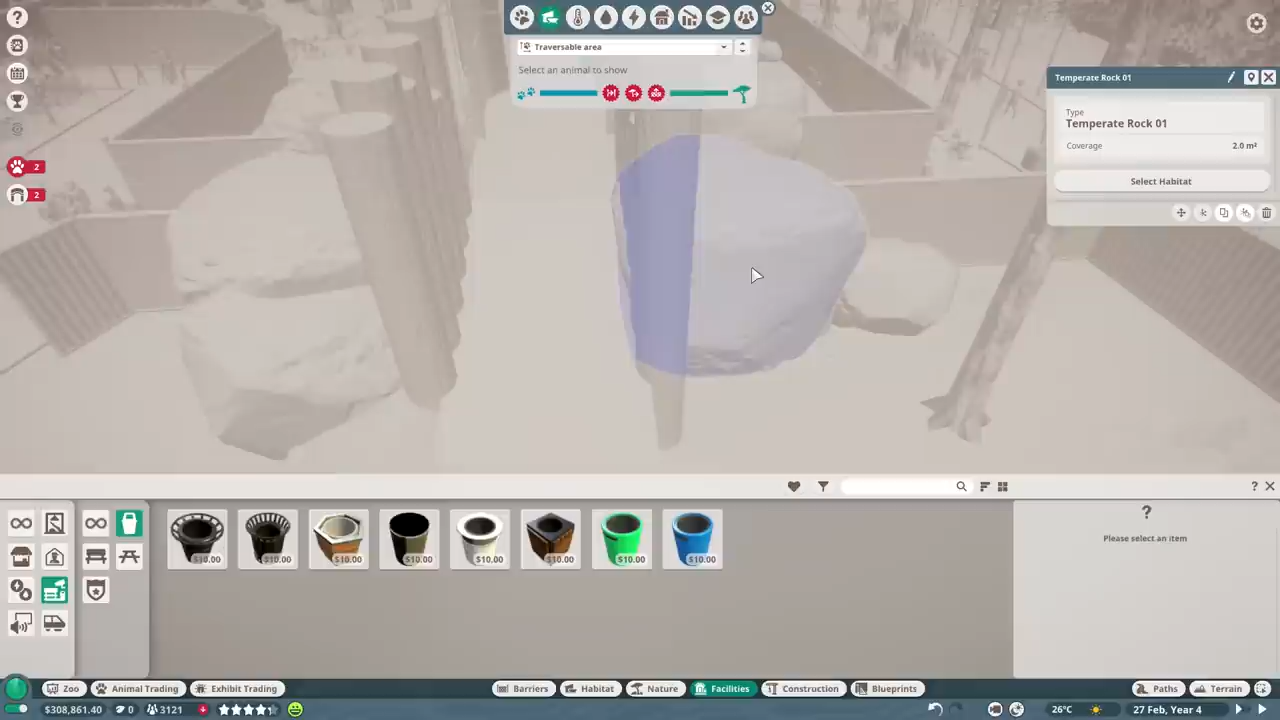 Traversable area
Select an animal to show
2
2
Temperate Rock 01
Type
Temperate Rock 01
Coverage 2.0 m²
Select Habitat
?
?
$10.00 $10.00 $10.00 $10.00 $10.00 $10.00 $10.00 $10.00
?
Please select an item
Zoo Animal Trading Exhibit Trading Barriers Habitat Nature Facilities Construction Blueprints Paths Terrain
$308,861.40 0 3121 26°C 27 Feb, Year 4